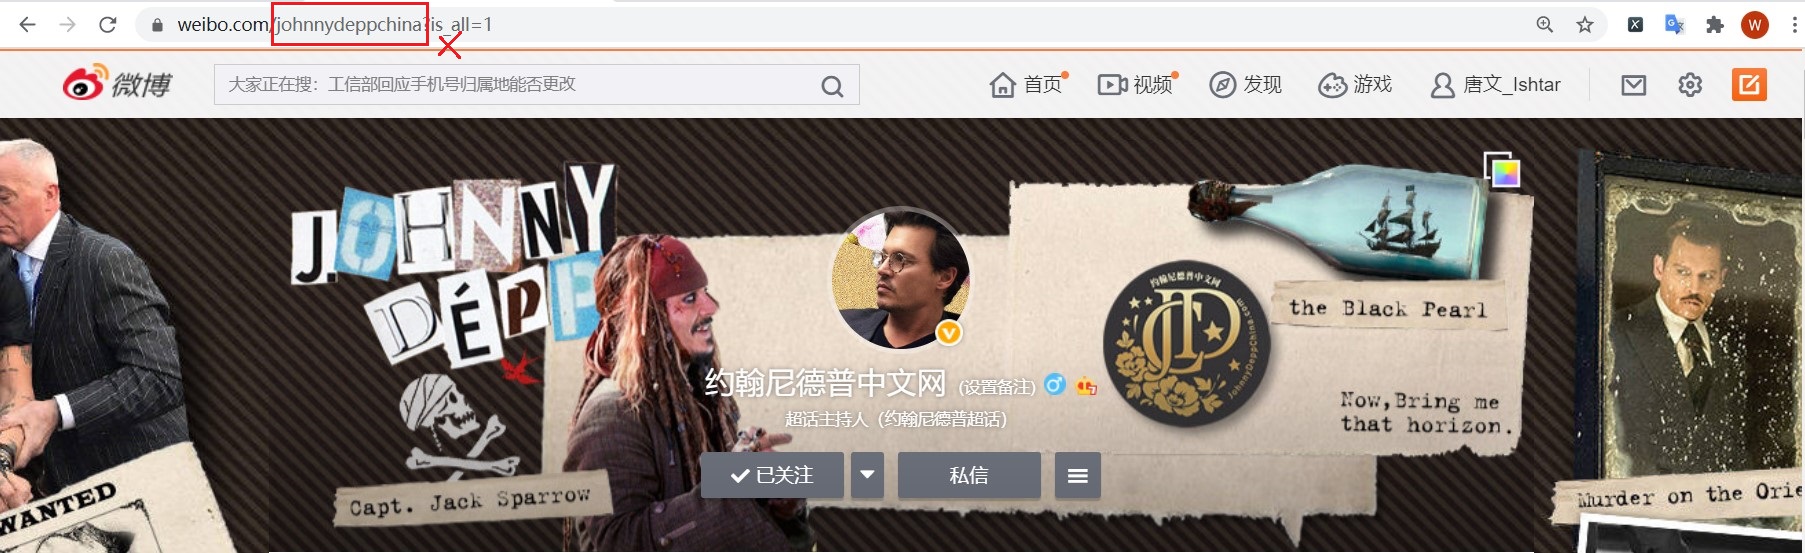 weibo.com/johnnydeppchina?is_all=1
W
微博
大家正在搜：工信部回应手机号归属地能否更改
首页
视频
发现
游戏
唐文_Ishtar
J.OHNNY
DÉPP
约翰尼德普中文网
JohnnyDeppChina.com
the Black Pearl
Now,Bring me
that horizon.
约翰尼德普中文网 (设置备注)
超话主持人（约翰尼德普超话）
已关注
私信
Capt. Jack Sparrow
WANTED
Murder on the Orie